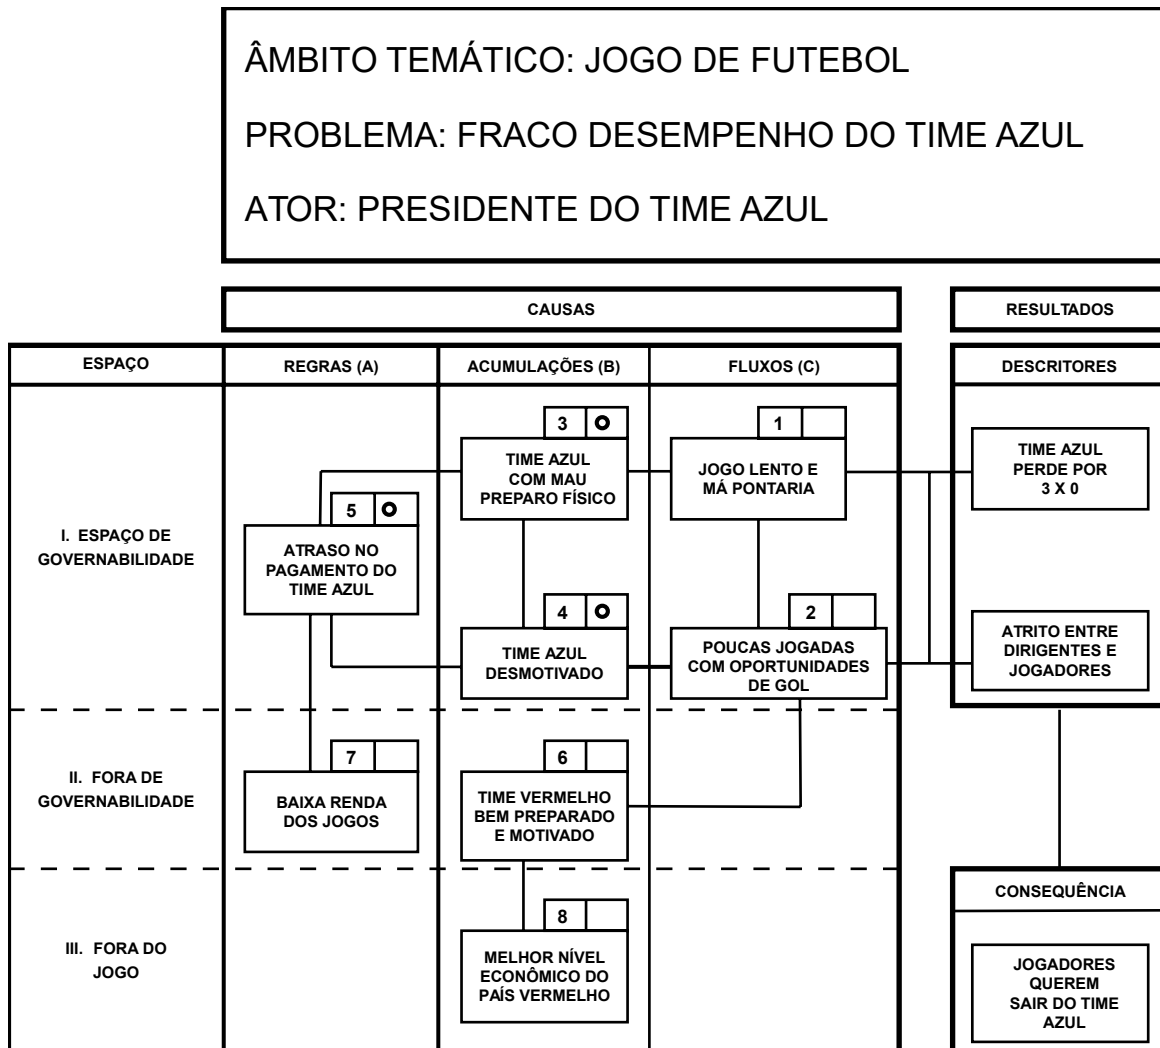 ÂMBITO TEMÁTICO: JOGO DE FUTEBOL
PROBLEMA: FRACO DESEMPENHO DO TIME AZUL
ATOR: PRESIDENTE DO TIME AZUL
CAUSAS
RESULTADOS
ESPAÇO
REGRAS (A)
ACUMULAÇÕES (B)
FLUXOS (C)
DESCRITORES
I. ESPAÇO DE
GOVERNABILIDADE
5
ATRASO NO
PAGAMENTO DO
TIME AZUL
3
TIME AZUL
COM MAU
PREPARO FÍSICO
4
TIME AZUL
DESMOTIVADO
1
JOGO LENTO E
MÁ PONTARIA
2
POUCAS JOGADAS
COM OPORTUNIDADES
DE GOL
TIME AZUL
PERDE POR
3 X 0
ATRITO ENTRE
DIRIGENTES E
JOGADORES
II. FORA DE
GOVERNABILIDADE
7
BAIXA RENDA
DOS JOGOS
6
TIME VERMELHO
BEM PREPARADO
E MOTIVADO
III. FORA DO
JOGO
8
MELHOR NÍVEL
ECONÔMICO DO
PAÍS VERMELHO
CONSEQUÊNCIA
JOGADORES
QUEREM
SAIR DO TIME
AZUL